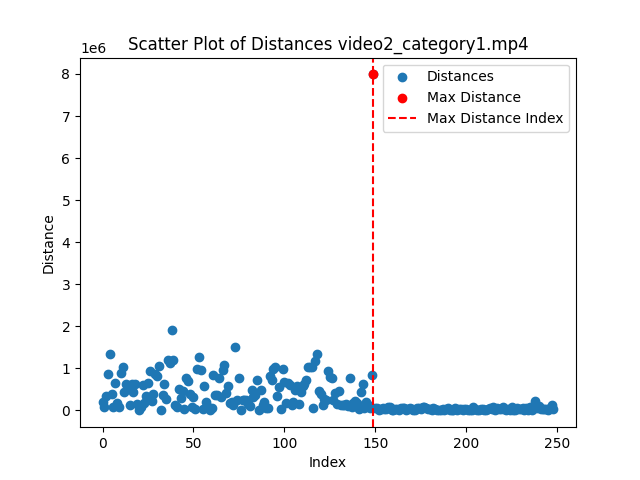 Scatter Plot of Distances video2_category1.mp4
1e6
8
7
6
5
4
3
2
1
0
Distance
Distances
Max Distance
Max Distance Index
0 50 100 150 200 250
Index